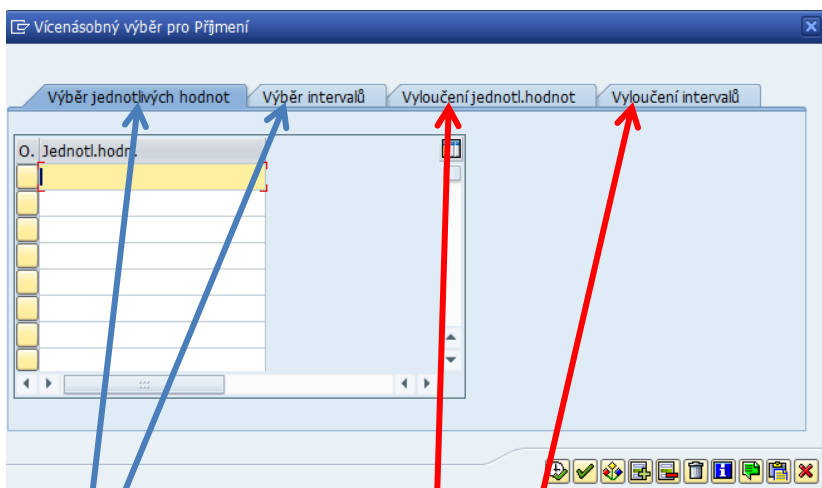 Vícenásobný výběr pro Příjmení
Výběr jednotlivých hodnot Výběr intervalů Vyloučení jednotl.hodnot Vyloučení intervalů
O. Jednotl.hodn.